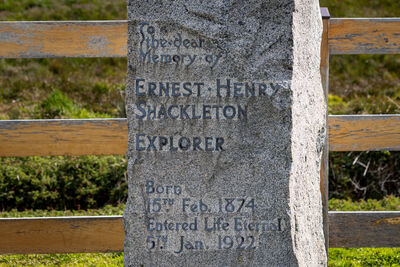 To
the·dear
Memory·of
Ernest·Henry
Shackleton
Explorer
Born
15th Feb. 1874
Entered Life Eternal
5th Jan. 1922